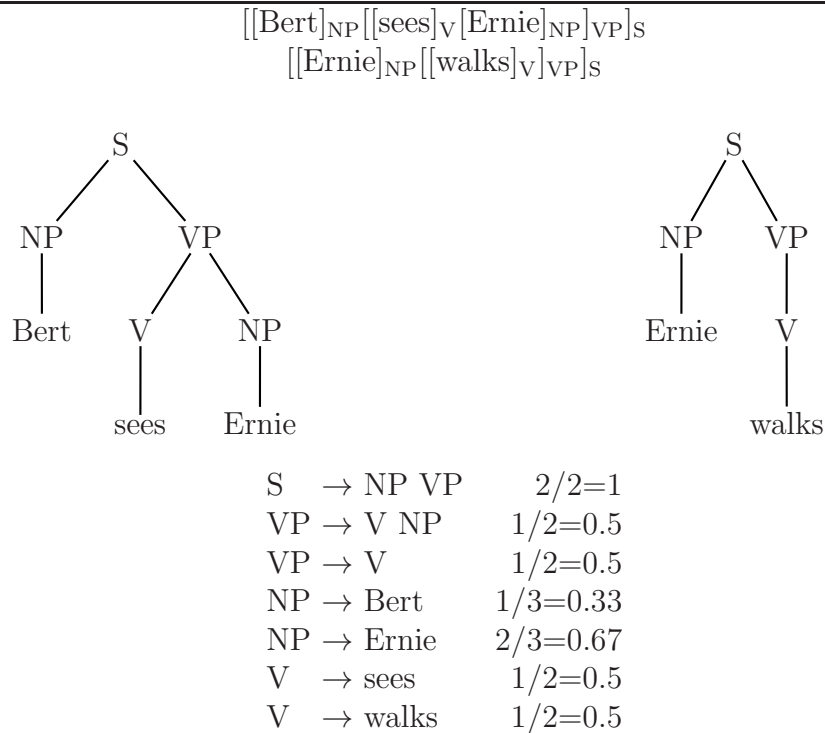 [[Bert]NP[[sees]V[Ernie]NP]VP]S
[[Ernie]NP[[walks]V]VP]S
S S
NP VP NP VP
Bert V NP Ernie V
sees Ernie walks
S → NP VP 2/2=1
VP → V NP 1/2=0.5
VP → V 1/2=0.5
NP → Bert 1/3=0.33
NP → Ernie 2/3=0.67
V → sees 1/2=0.5
V → walks 1/2=0.5